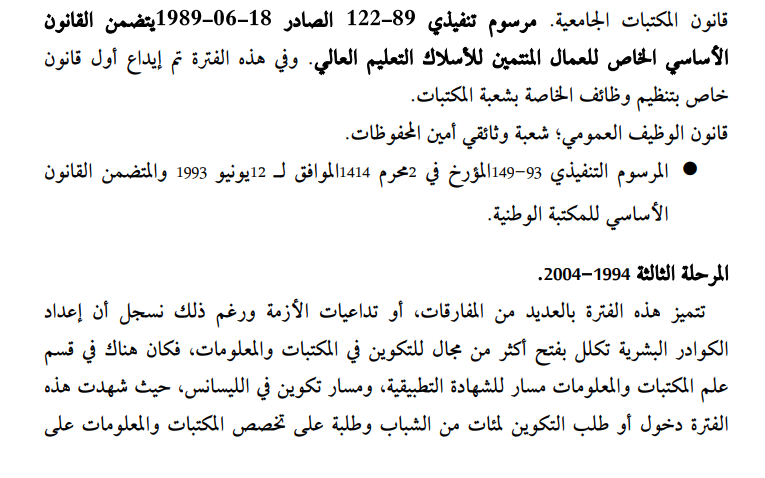 قانون المكتبات الجامعية. مرسوم تنفيذي 89-122 الصادر 18-06-1989يتضمن القانون
الأساسي الخاص للعمال المنتمين للأسلاك التعليم العالي. وفي هذه الفترة تم إيداع أول قانون
خاص بتنظيم وظائف الخاصة بشعبة المكتبات.
قانون الوظيف العمومي؛ شعبة وثائقي أمين المحفوظات.
● المرسوم التنفيذي 93-149المؤرخ في 2محرم 1414الموافق لـ 12يونيو 1993 والمتضمن القانون
الأساسي للمكتبة الوطنية.
المرحلة الثالثة 1994-2004.
تتميز هذه الفترة بالعديد من المفارقات، أو تداعيات الأزمة ورغم ذلك نسجل أن إعداد
الكوادر البشرية تكلل بفتح أكثر من مجال للتكوين في المكتبات والمعلومات، فكان هناك في قسم
علم المكتبات والمعلومات مسار للشهادة التطبيقية، ومسار تكوين في الليسانس، حيث شهدت هذه
الفترة دخول أو طلب التكوين لمئات من الشباب وطلبة على تخصص المكتبات والمعلومات على